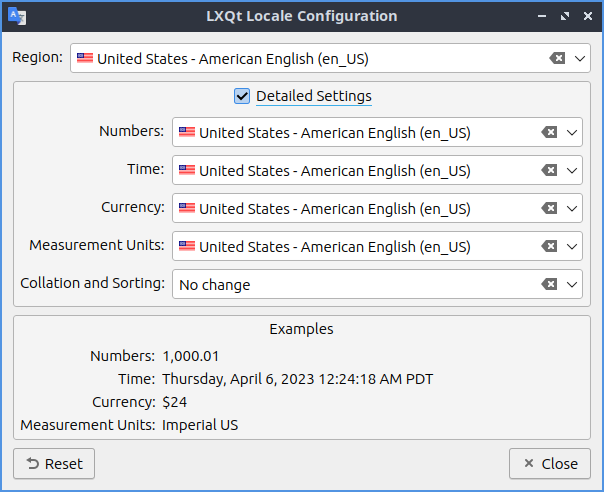 LXQt Locale Configuration
Region: United States - American English (en_US)
Detailed Settings
Numbers: United States - American English (en_US)
Time: United States - American English (en_US)
Currency: United States - American English (en_US)
Measurement Units: United States - American English (en_US)
Collation and Sorting: No change
Examples
Numbers: 1,000.01
Time: Thursday, April 6, 2023 12:24:18 AM PDT
Currency: $24
Measurement Units: Imperial US
Reset Close